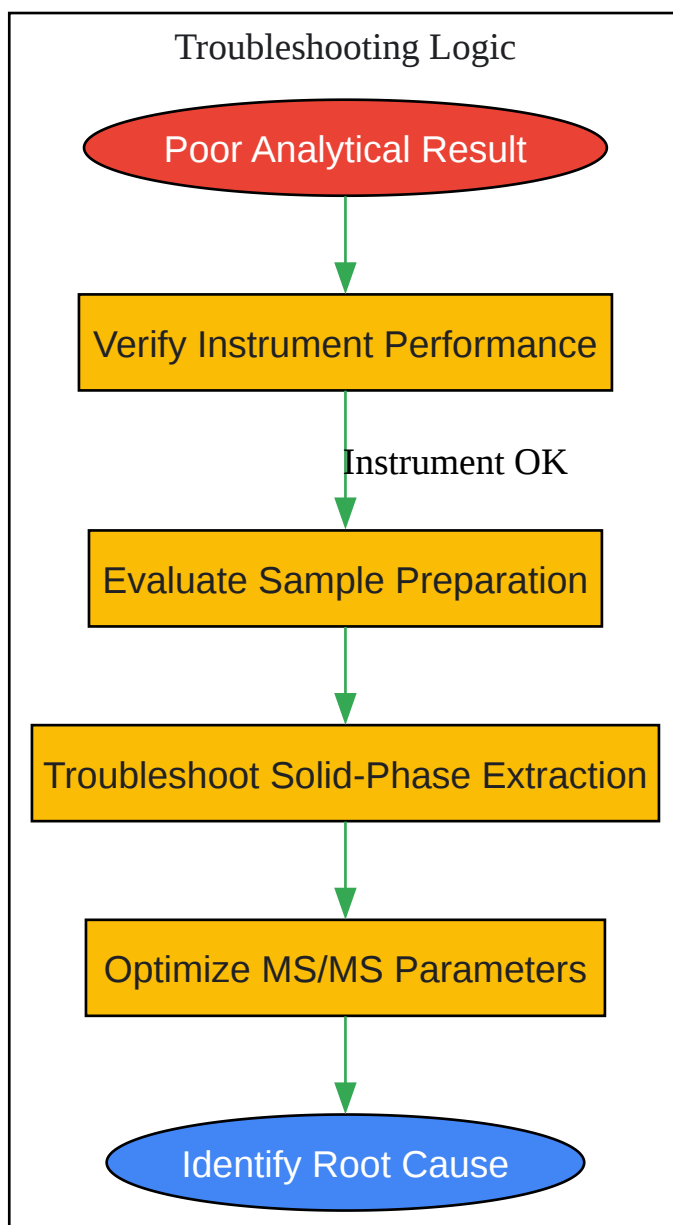 Troubleshooting Logic
Poor Analytical Result
Verify Instrument Performance
Instrument OK
Evaluate Sample Preparation
Troubleshoot Solid-Phase Extraction
Optimize MS/MS Parameters
Identify Root Cause